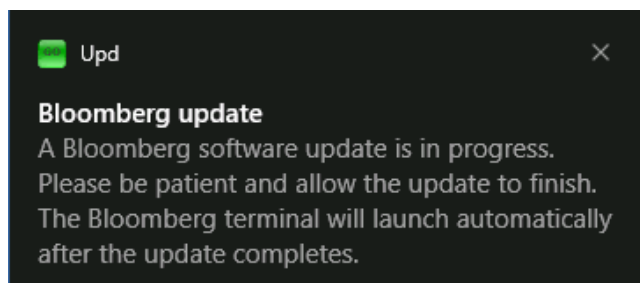 GO Upd
Bloomberg update
A Bloomberg software update is in progress.
Please be patient and allow the update to finish.
The Bloomberg terminal will launch automatically
after the update completes.